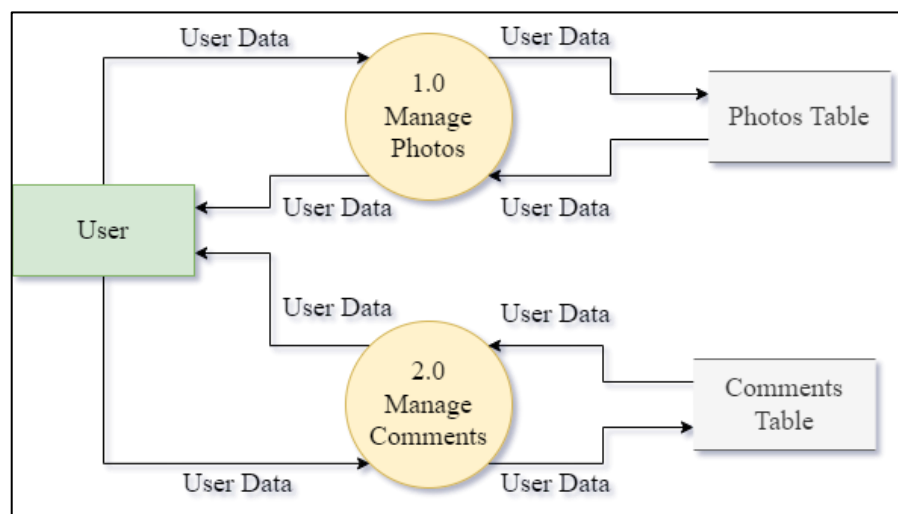 User Data
User Data
1.0
Manage
Photos
Photos Table
User Data
User Data
User
User Data
User Data
2.0
Manage
Comments
Comments
Table
User Data
User Data